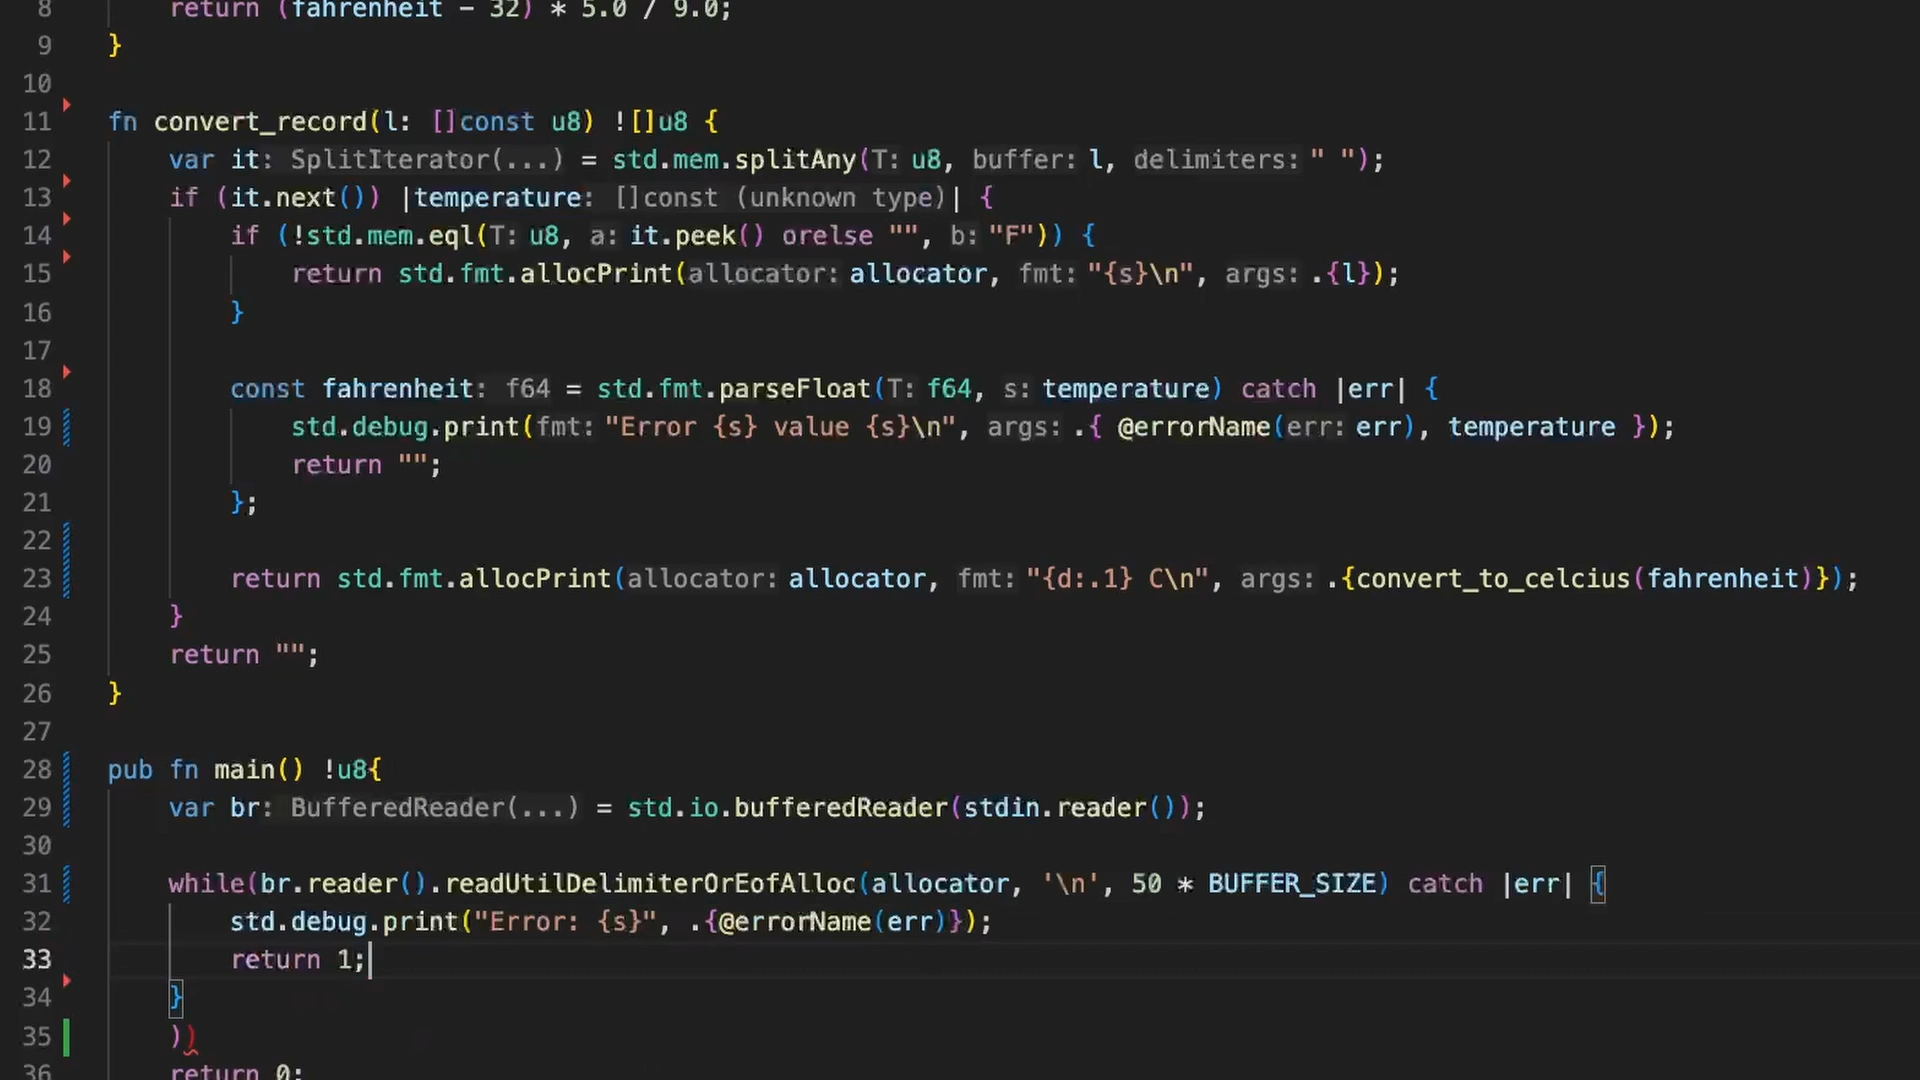 8 return (fahrenheit - 32) * 5.0 / 9.0;
9 }
10
11 fn convert_record(l: []const u8) ![]u8 {
12 var it: SplitIterator(...) = std.mem.splitAny(T: u8, buffer: l, delimiters: " ");
13 if (it.next()) |temperature: []const (unknown type)| {
14 if (!std.mem.eql(T: u8, a: it.peek() orelse "", b: "F")) {
15 return std.fmt.allocPrint(allocator: allocator, fmt: "{s}\n", args: .{l});
16 }
17
18 const fahrenheit: f64 = std.fmt.parseFloat(T: f64, s: temperature) catch |err| {
19 std.debug.print(fmt: "Error {s} value {s}\n", args: .{ @errorName(err: err), temperature });
20 return "";
21 };
22
23 return std.fmt.allocPrint(allocator: allocator, fmt: "{d:.1} C\n", args: .{convert_to_celcius(fahrenheit)});
24 }
25 return "";
26 }
27
28 pub fn main() !u8{
29 var br: BufferedReader(...) = std.io.bufferedReader(stdin.reader());
30
31 while(br.reader().readUtilDelimiterOrEofAlloc(allocator, '\n', 50 * BUFFER_SIZE) catch |err| {
32 std.debug.print("Error: {s}", .{@errorName(err)});
33 return 1;
34 }
35 ))
36 return 0;